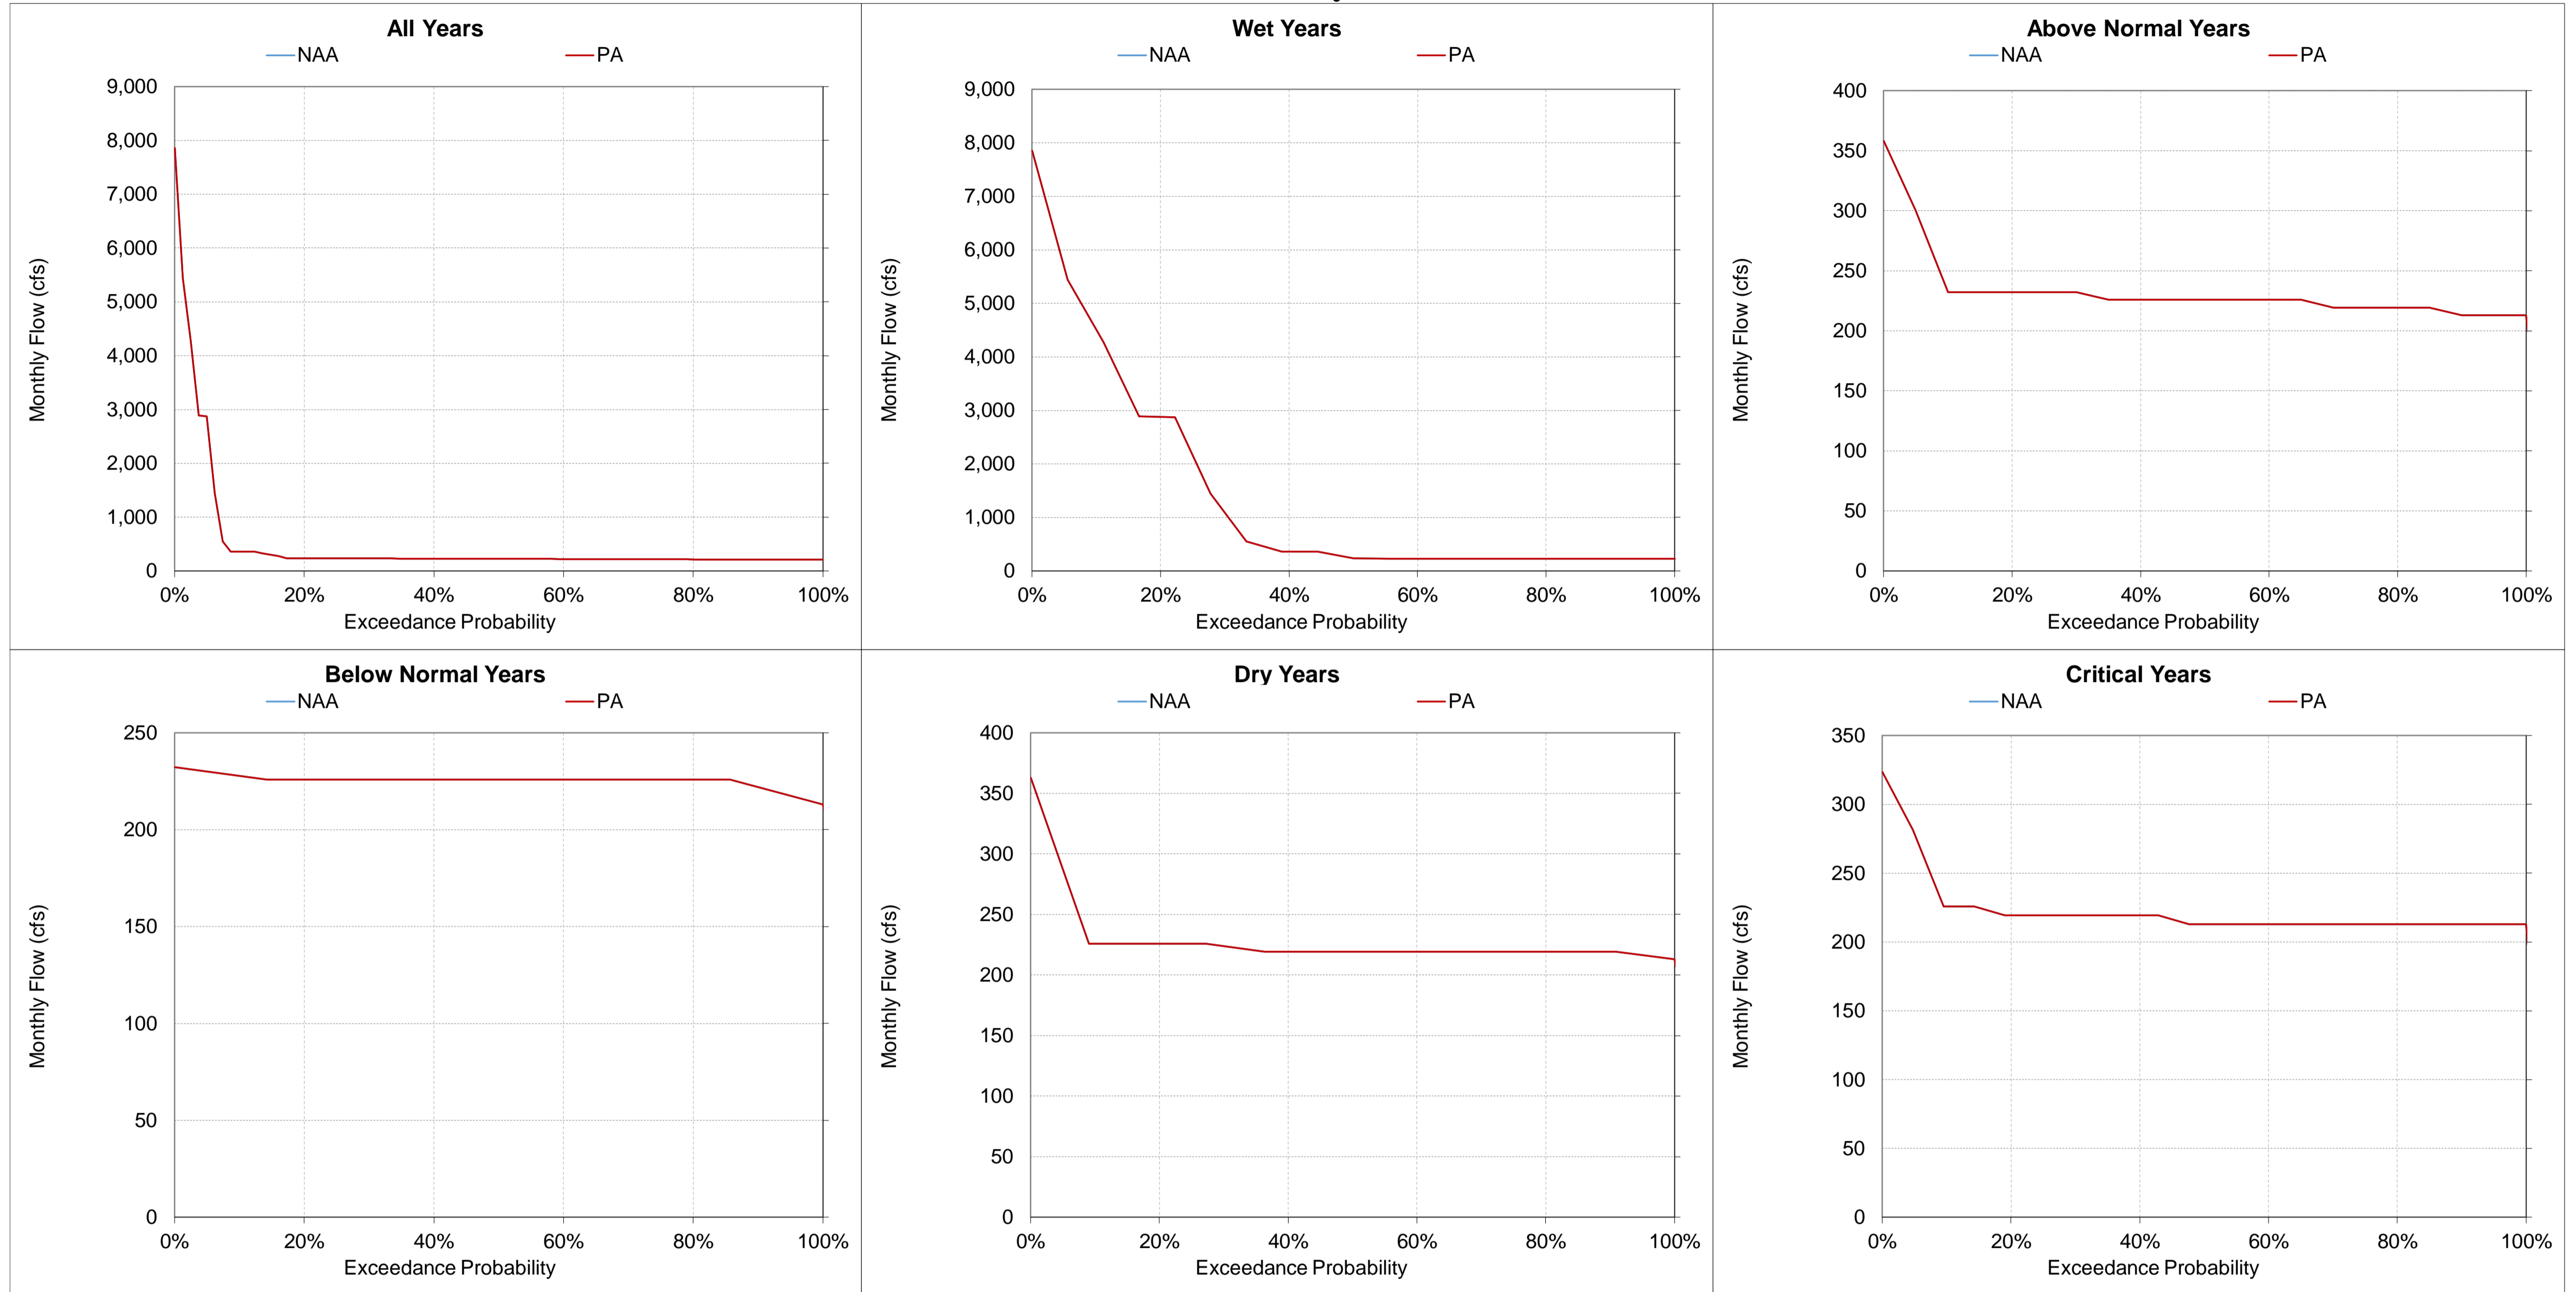 All Years
NAA PA
9,000
8,000
7,000
6,000
5,000
4,000
3,000
2,000
1,000
0
Monthly Flow (cfs)
0% 20% 40% 60% 80% 100%
Exceedance Probability
Wet Years
NAA PA
9,000
8,000
7,000
6,000
5,000
4,000
3,000
2,000
1,000
0
Monthly Flow (cfs)
0% 20% 40% 60% 80% 100%
Exceedance Probability
Above Normal Years
NAA PA
400
350
300
250
200
150
100
50
0
Monthly Flow (cfs)
0% 20% 40% 60% 80% 100%
Exceedance Probability
Below Normal Years
NAA PA
250
200
150
100
50
0
Monthly Flow (cfs)
0% 20% 40% 60% 80% 100%
Exceedance Probability
Dry Years
NAA PA
400
350
300
250
200
150
100
50
0
Monthly Flow (cfs)
0% 20% 40% 60% 80% 100%
Exceedance Probability
Critical Years
NAA PA
350
300
250
200
150
100
50
0
Monthly Flow (cfs)
0% 20% 40% 60% 80% 100%
Exceedance Probability